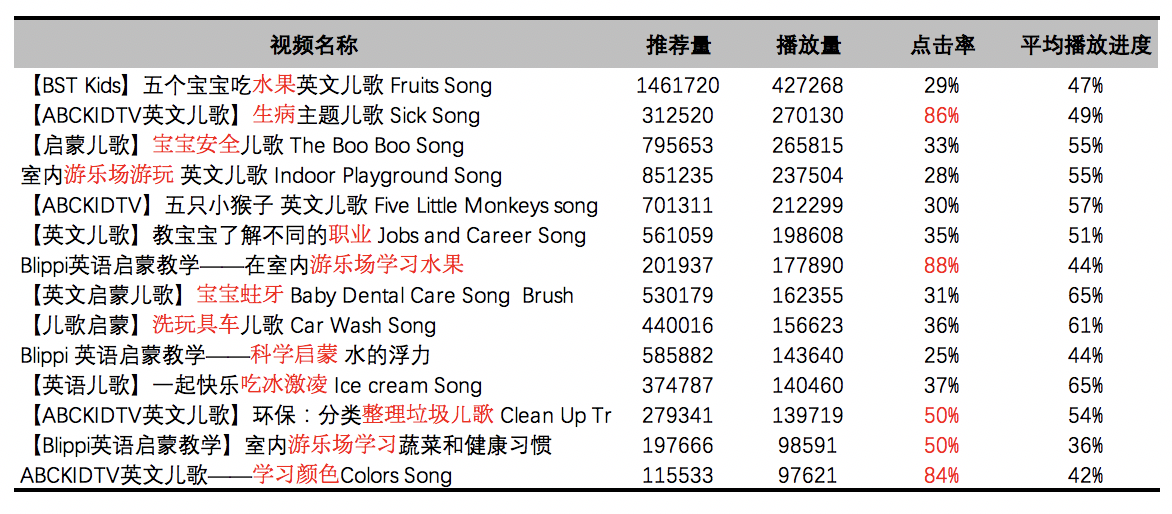 视频名称 推荐量 播放量 点击率 平均播放进度
【BST Kids】五个宝宝吃水果英文儿歌 Fruits Song 1461720 427268 29% 47%
【ABCKIDTV英文儿歌】生病主题儿歌 Sick Song 312520 270130 86% 49%
【启蒙儿歌】宝宝安全儿歌 The Boo Boo Song 795653 265815 33% 55%
室内游乐场游玩 英文儿歌 Indoor Playground Song 851235 237504 28% 55%
【ABCKIDTV】五只小猴子 英文儿歌 Five Little Monkeys song 701311 212299 30% 57%
【英文儿歌】教宝宝了解不同的职业 Jobs and Career Song 561059 198608 35% 51%
Blippi英语启蒙教学——在室内游乐场学习水果 201937 177890 88% 44%
【英文启蒙儿歌】宝宝蛀牙 Baby Dental Care Song  Brush 530179 162355 31% 65%
【儿歌启蒙】洗玩具车儿歌 Car Wash Song 440016 156623 36% 61%
Blippi 英语启蒙教学——科学启蒙 水的浮力 585882 143640 25% 44%
【英语儿歌】一起快乐吃冰激凌 Ice cream Song 374787 140460 37% 65%
【ABCKIDTV英文儿歌】环保：分类整理垃圾儿歌 Clean Up Tr 279341 139719 50% 54%
【Blippi英语启蒙教学】室内游乐场学习蔬菜和健康习惯 197666 98591 50% 36%
ABCKIDTV英文儿歌——学习颜色Colors Song 115533 97621 84% 42%